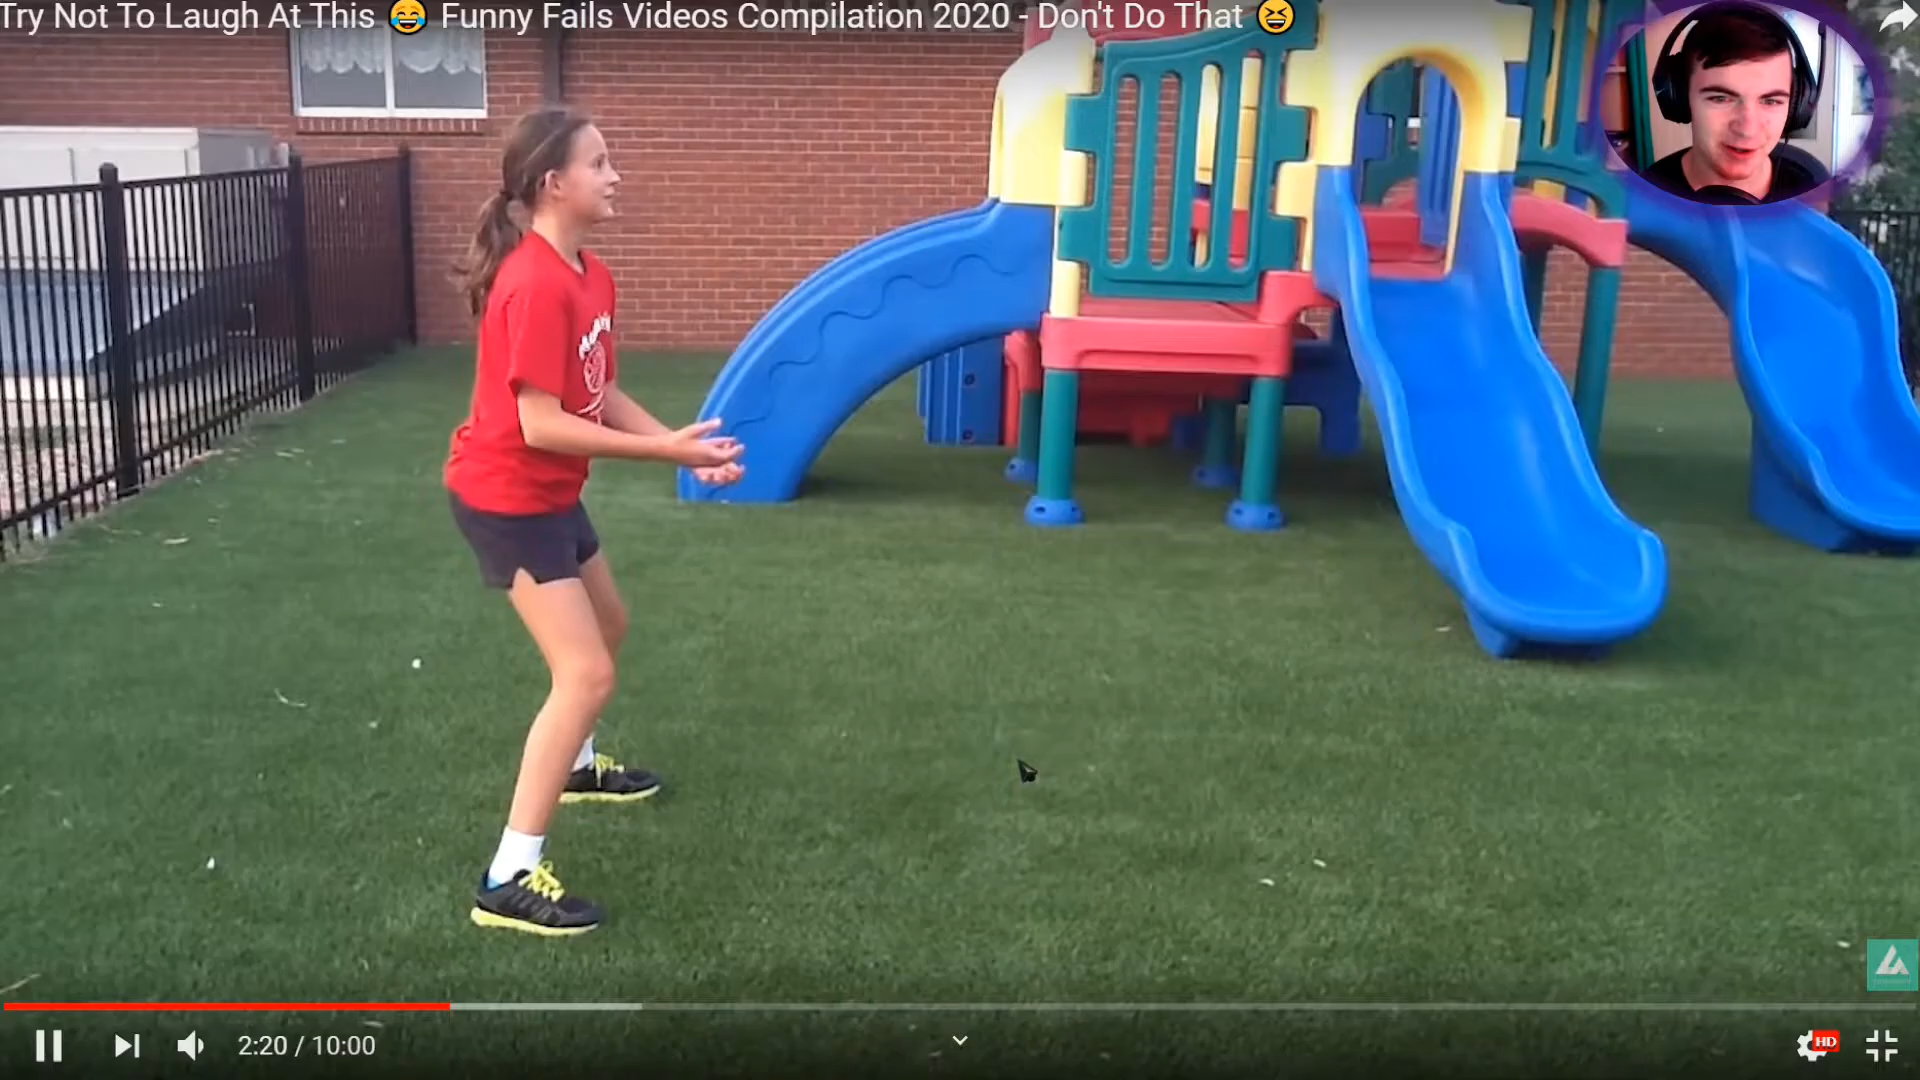 Try Not To Laugh At This 😂 Funny Fails Videos Compilation 2020 - Don't Do That 😆
2:20 / 10:00
HD